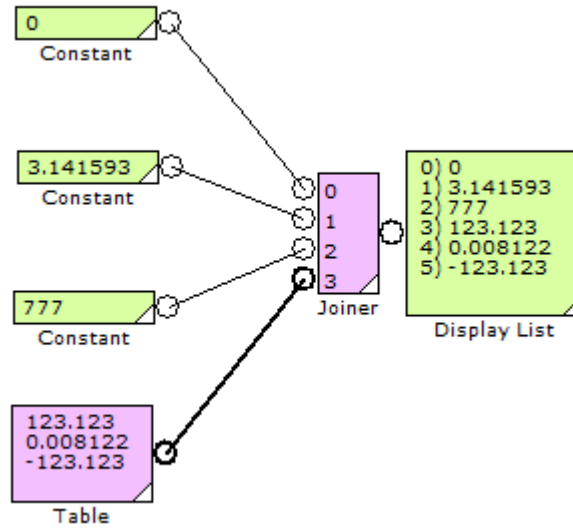 0
Constant
3.141593
Constant
777
Constant
123.123
0.008122
-123.123
Table
0
1
2
3
Joiner
0) 0
1) 3.141593
2) 777
3) 123.123
4) 0.008122
5) -123.123
Display List